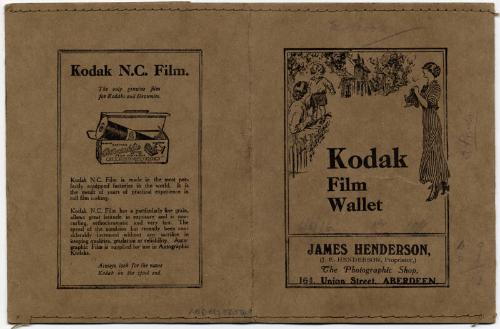 Kodak N.C. Film.
The only genuine film
for Kodaks and Brownies.
Kodak N.C. Film is made in the most per-
fectly equipped factories in the world. It is
the result of years of practical experience in
roll film making.
Kodak N.C. Film has a particularly fine grain,
allows great latitude in exposure and is non-
curling, orthochromatic and very fast. The
speed of the emulsion has recently been con-
siderably increased without any sacrifice in
keeping qualities, gradation or reliability. Auto-
graphic Film is supplied for use in Autographic
Kodaks.
Always look for the name
Kodak on the spool end.
Kodak
Film
Wallet
JAMES HENDERSON,
(J. F. HENDERSON, Proprietor,)
The Photographic Shop,
164, Union Street, ABERDEEN.